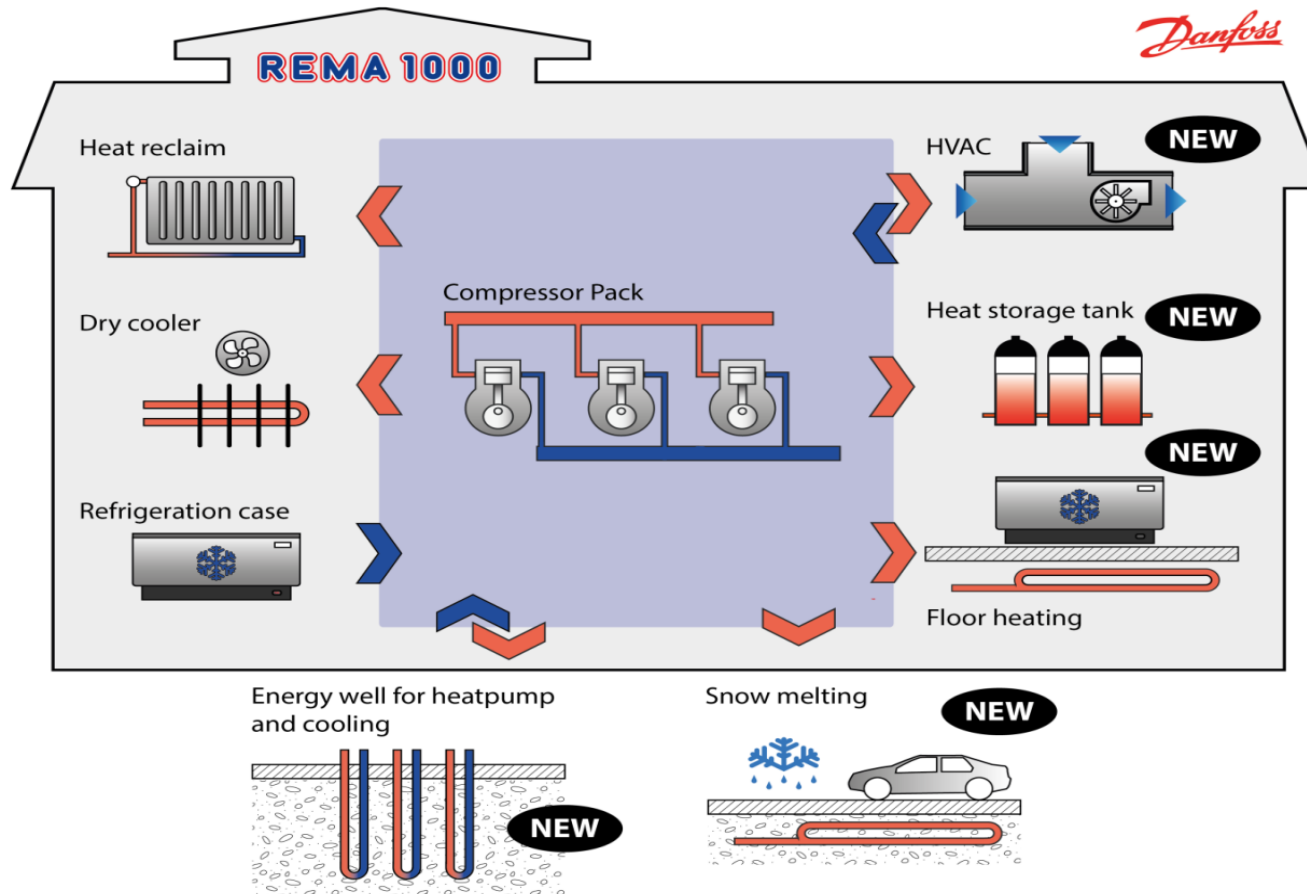 Danfoss
REMA 1000
Heat reclaim
HVAC
NEW
Compressor Pack
Dry cooler
Heat storage tank
NEW
NEW
Refrigeration case
Floor heating
Energy well for heatpump
and cooling
NEW
Snow melting
NEW